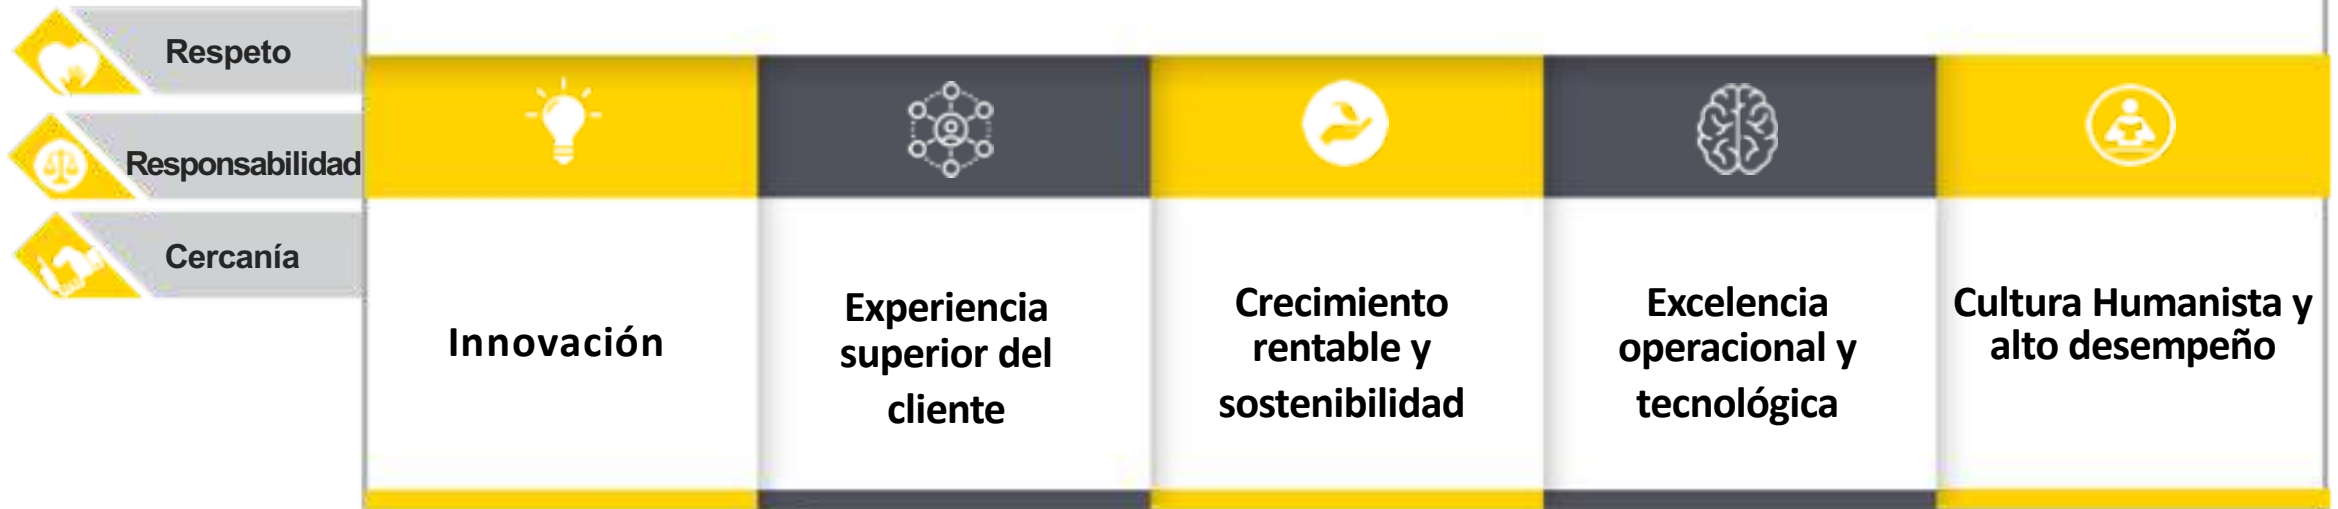 Respeto
Responsabilidad
Cercanía
Innovación
Experiencia
superior del
cliente
Crecimiento
rentable y
sostenibilidad
Excelencia
operacional y
tecnológica
Cultura Humanista y
alto desempeño